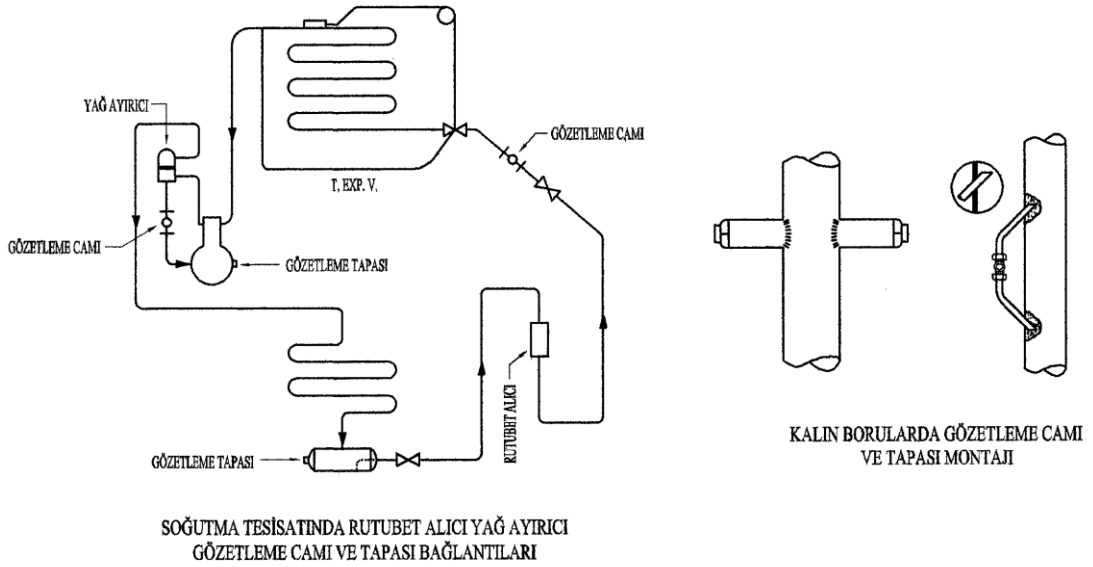 YAĞ AYIRICI
GÖZETLEME CAMI
T. EXP. V.
GÖZETLEME CAMI
GÖZETLEME TAPASI
RUTUBET ALICI
GÖZETLEME TAPASI
SOĞUTMA TESİSATINDA RUTUBET ALICI YAĞ AYIRICI
GÖZETLEME CAMI VE TAPASI BAĞLANTILARI
KALIN BORULARDA GÖZETLEME CAMI
VE TAPASI MONTAJI